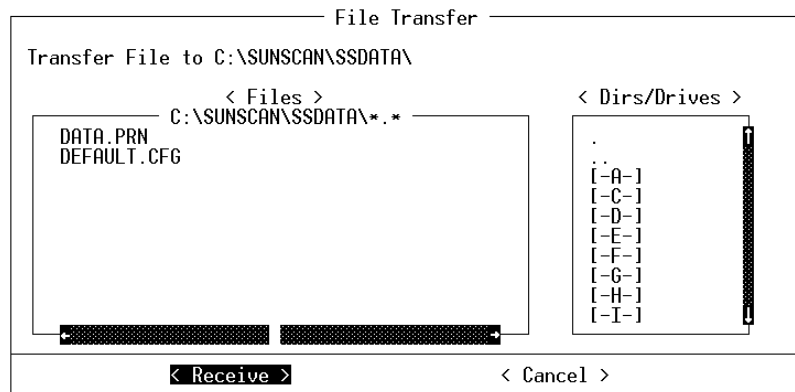 File Transfer
Transfer File to C:\SUNSCAN\SSDATA\
< Files >
C:\SUNSCAN\SSDATA\*.*
DATA.PRN
DEFAULT.CFG
< Dirs/Drives >
.
..
[-A-]
[-C-]
[-D-]
[-E-]
[-F-]
[-G-]
[-H-]
[-I-]
< Receive >
< Cancel >